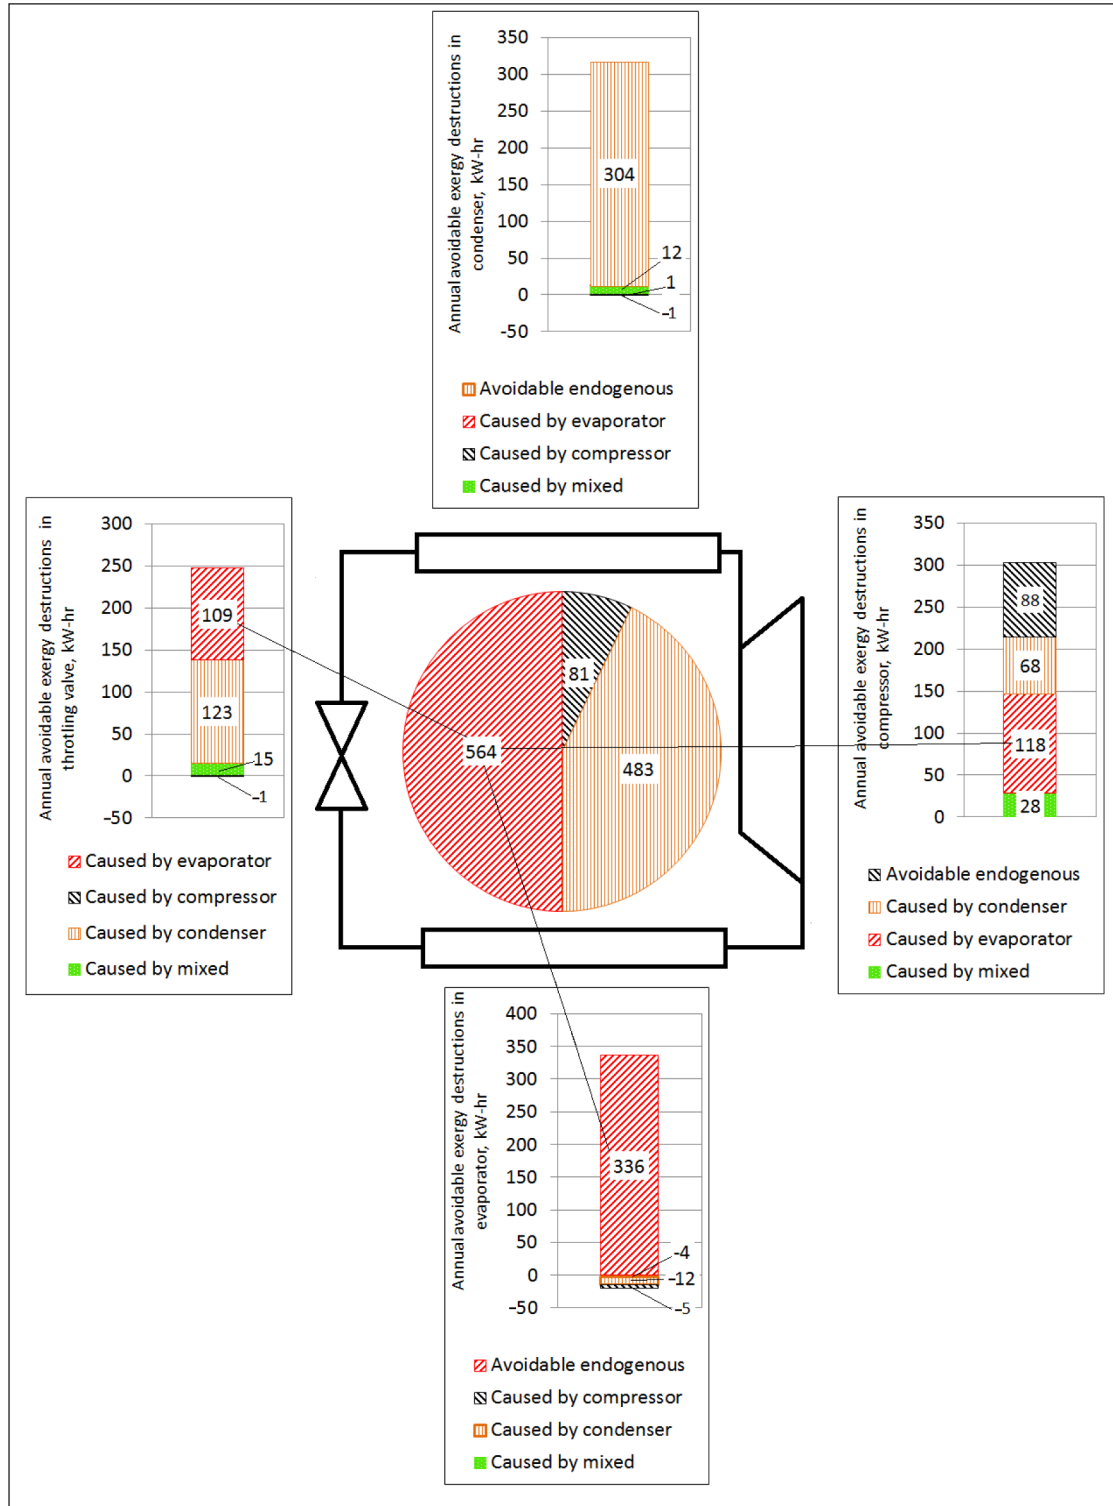 Annual avoidable exergy destructions in
condenser, kW-hr
350
300
250
200
150
100
50
0
-50
304
12
1
–1
Avoidable endogenous
Caused by evaporator
Caused by compressor
Caused by mixed
Annual avoidable exergy destructions in
throtling valve, kW-hr
300
250
200
150
100
50
0
–50
109
123
15
–1
Caused by evaporator
Caused by compressor
Caused by condenser
Caused by mixed
81
564
483
Annual avoidable exergy destructions in
compressor, kW-hr
350
300
250
200
150
100
50
0
88
68
118
28
Avoidable endogenous
Caused by condenser
Caused by evaporator
Caused by mixed
Annual avoidable exergy destructions in
evaporator, kW-hr
400
350
300
250
200
150
100
50
0
–50
336
-4
–12
–5
Avoidable endogenous
Caused by compressor
Caused by condenser
Caused by mixed